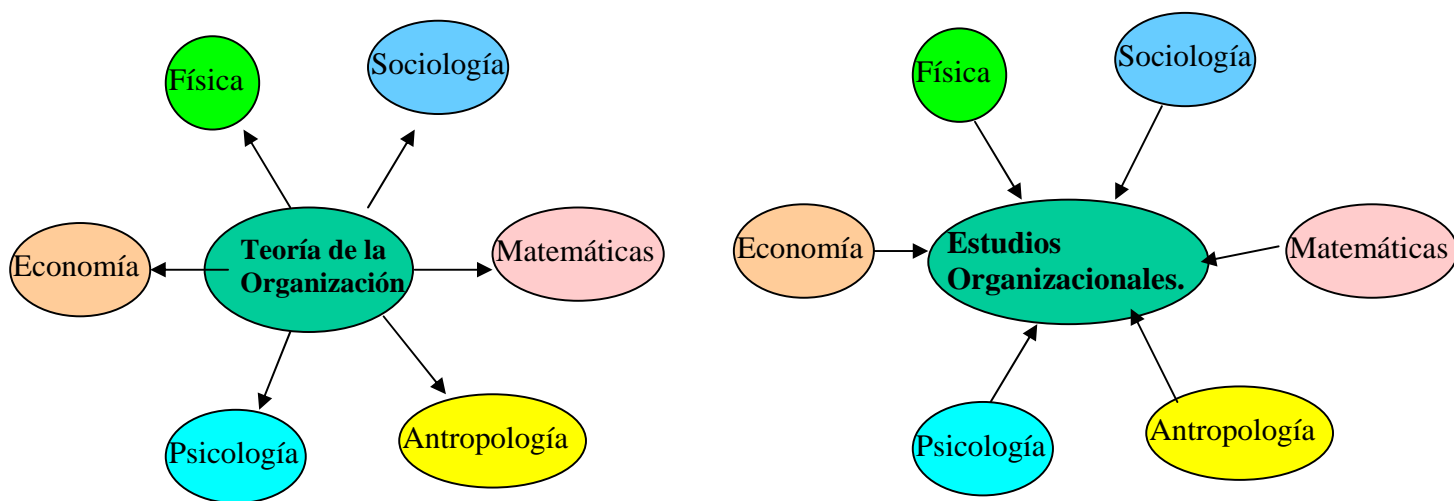 Física
Sociología
Economía
Teoría de la
Organización
Matemáticas
Psicología
Antropología
Física
Sociología
Economía
Estudios
Organizacionales.
Matemáticas
Psicología
Antropología